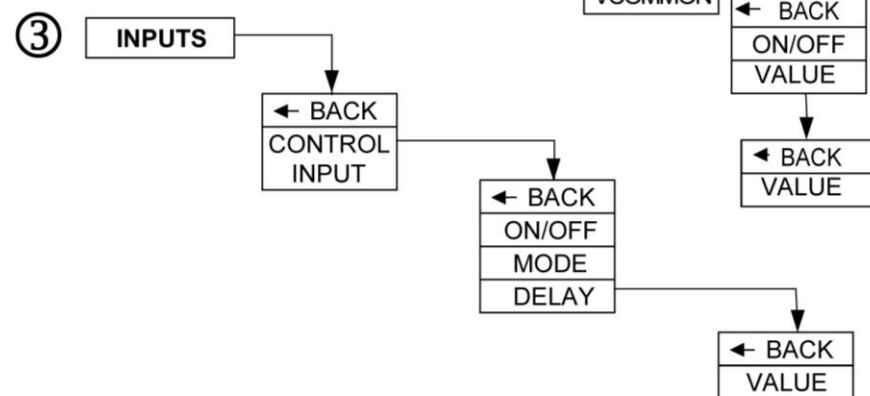 VCOMMON
← BACK
ON/OFF
VALUE
③ INPUTS
← BACK
CONTROL
INPUT
← BACK
VALUE
← BACK
ON/OFF
MODE
DELAY
← BACK
VALUE